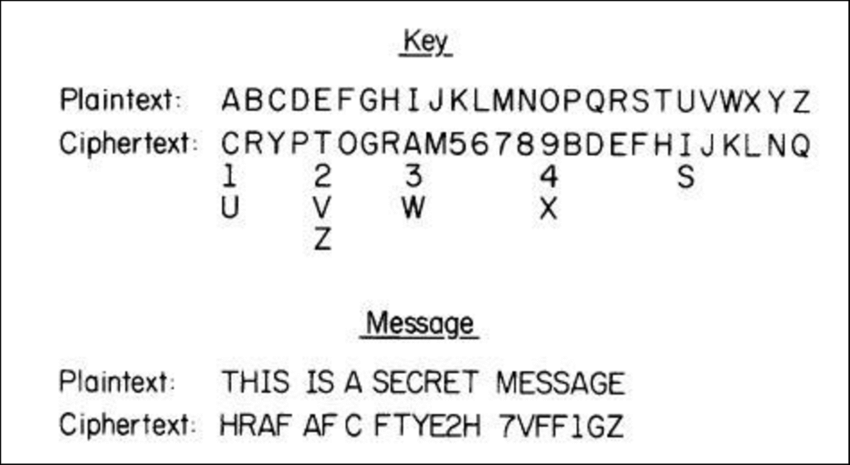 Key
Plaintext: ABCDEFGHIJKLMNOPQRSTUVWXYZ
Ciphertext: CRYPTOGRAM56789BDEFHIJKLNQ
1 2 3 4 S
U V W X
Z
Message
Plaintext: THIS IS A SECRET MESSAGE
Ciphertext: HRAF AF C FTYE2H 7VFF1GZ